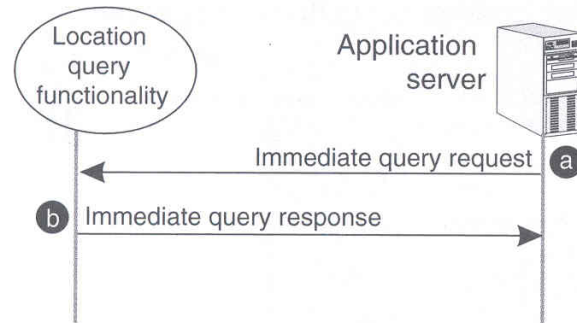 Location
query
functionality
Application
server
Immediate query request
a
b
Immediate query response